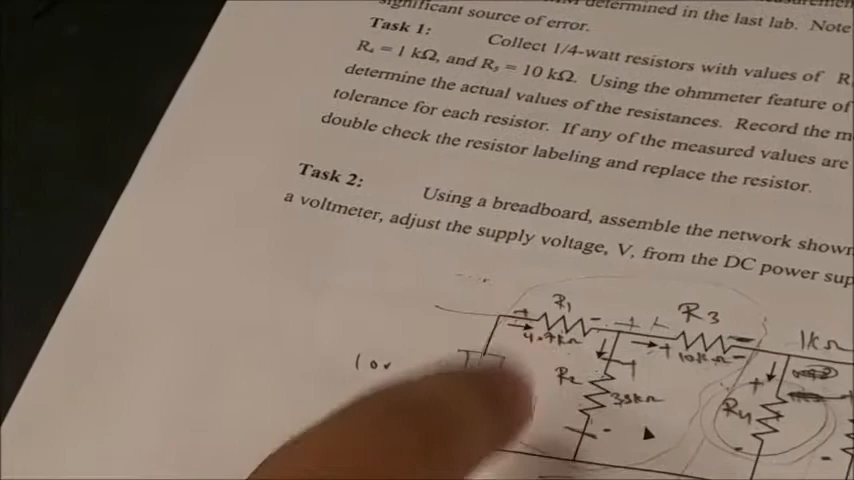 significant source of error.
determined in the last lab. Note
Task 1: Collect 1/4-watt resistors with values of R
R₄ = 1 kΩ, and R₅ = 10 kΩ. Using the ohmmeter feature of
determine the actual values of the resistances. Record the m
tolerance for each resistor. If any of the measured values are
double check the resistor labeling and replace the resistor.
Task 2: Using a breadboard, assemble the network shown
a voltmeter, adjust the supply voltage, V, from the DC power sup
R₁
+ -
4.7kΩ
R₃
+ -
10kΩ
1kΩ
10v
R₂
+
3.3kΩ
-
R₄
+
-